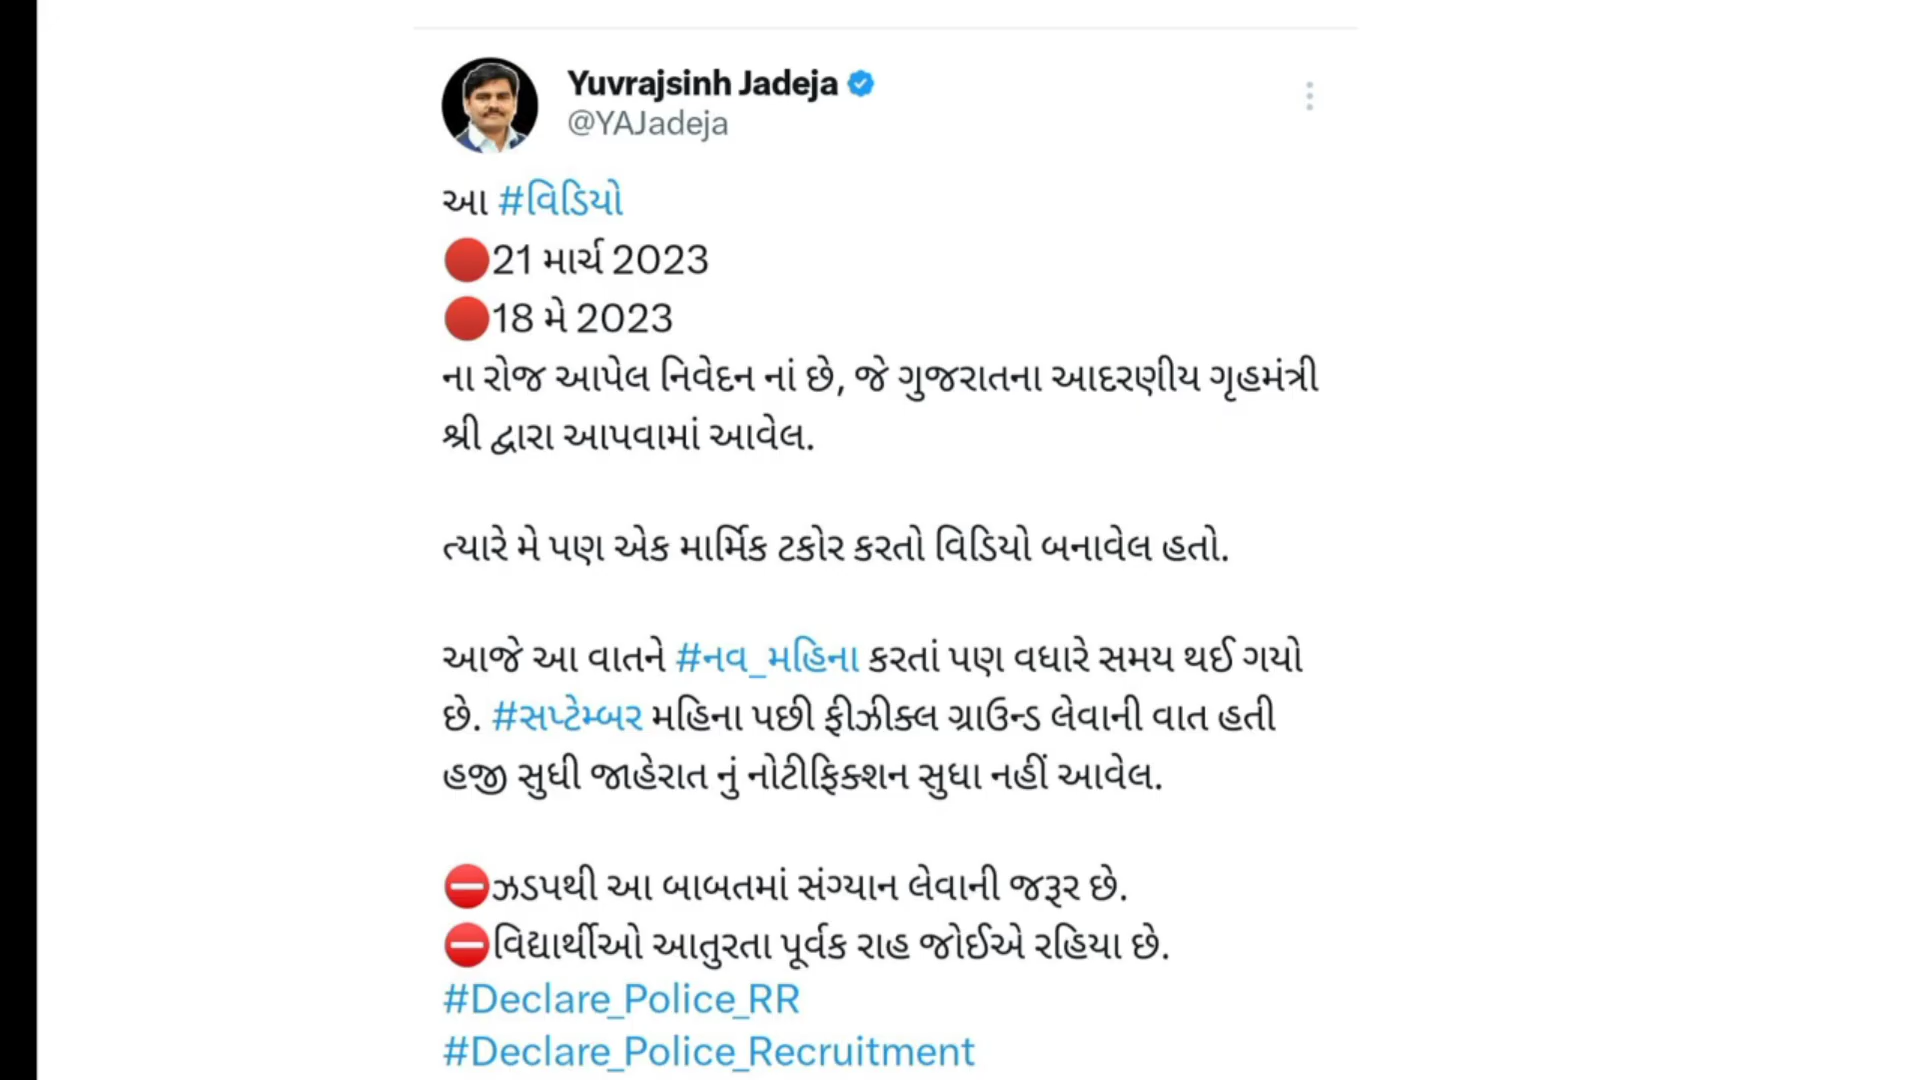 Yuvrajsinh Jadeja
@YAJadeja
આ #વિડિયો
🔴21 માર્ચ 2023
🔴18 મે 2023
ના રોજ આપેલ નિવેદન નાં છે, જે ગુજરાતના આદરણીય ગૃહમંત્રી
શ્રી દ્વારા આપવામાં આવેલ.
ત્યારે મે પણ એક માર્મિક ટકોર કરતો વિડિયો બનાવેલ હતો.
આજે આ વાતને #નવ_મહિના કરતાં પણ વધારે સમય થઈ ગયો
છે. #સપ્ટેમ્બર મહિના પછી ફીઝીક્લ ગ્રાઉન્ડ લેવાની વાત હતી
હજી સુધી જાહેરાત નું નોટીફિક્શન સુધા નહીં આવેલ.
⛔ઝડપથી આ બાબતમાં સંગ્યાન લેવાની જરૂર છે.
⛔વિદ્યાર્થીઓ આતુરતા પૂર્વક રાહ જોઈએ રહિયા છે.
#Declare_Police_RR
#Declare_Police_Recruitment